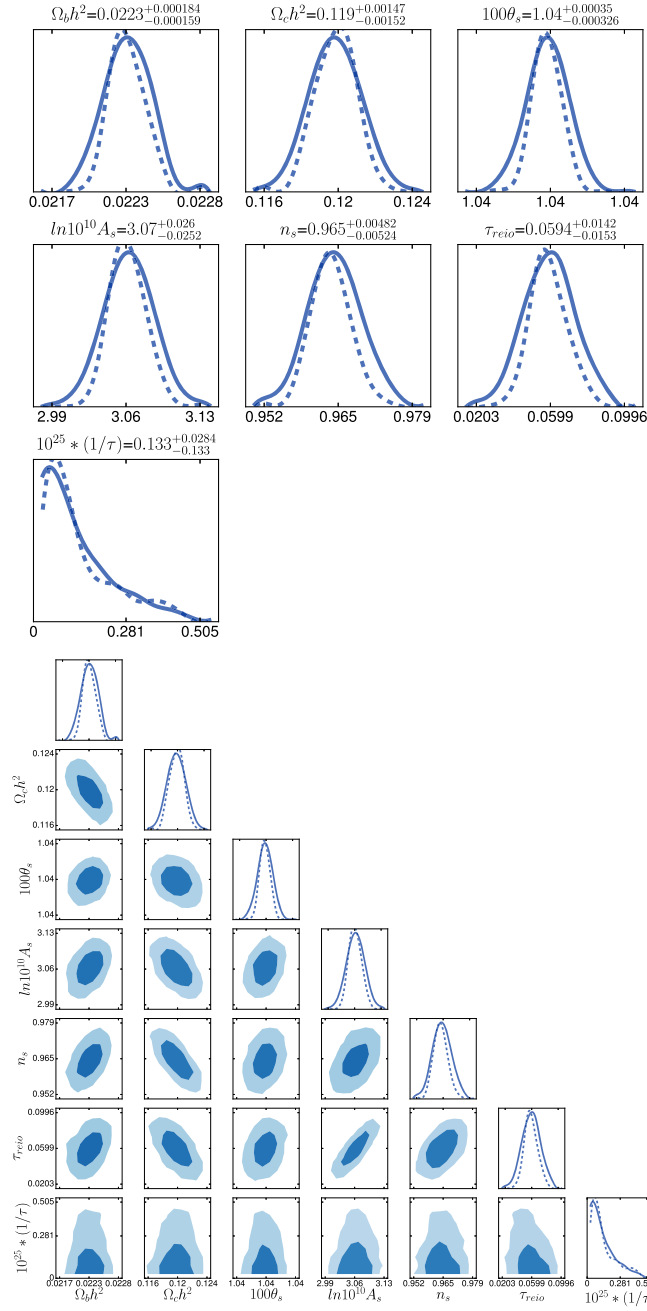 Ω_b h²=0.0223^{+0.000184}_{-0.000159} Ω_c h²=0.119^{+0.00147}_{-0.00152} 100θ_s=1.04^{+0.00035}_{-0.000326}
0.0217 0.0223 0.0228 0.116 0.12 0.124 1.04 1.04 1.04
ln10^{10}A_s=3.07^{+0.026}_{-0.0252} n_s=0.965^{+0.00482}_{-0.00524} τ_{reio}=0.0594^{+0.0142}_{-0.0153}
2.99 3.06 3.13 0.952 0.965 0.979 0.0203 0.0599 0.0996
10^{25} * (1/τ)=0.133^{+0.0284}_{-0.133}
0 0.281 0.505
Ω_c h²
0.124
0.12
0.116
100θ_s
1.04
1.04
ln10^{10}A_s
3.13
3.06
2.99
n_s
0.979
0.965
0.952
τ_{reio}
0.0996
0.0599
0.0203
10^{25} * (1/τ)
0.505
0.281
0
0.0217 0.0223 0.0228 0.116 0.12 0.124 1.04 1.04 1.04 2.99 3.06 3.13 0.952 0.965 0.979 0.0203 0.0599 0.0996 0 0.281 0.505
Ω_b h² Ω_c h² 100θ_s ln10^{10}A_s n_s τ_{reio} 10^{25} * (1/τ